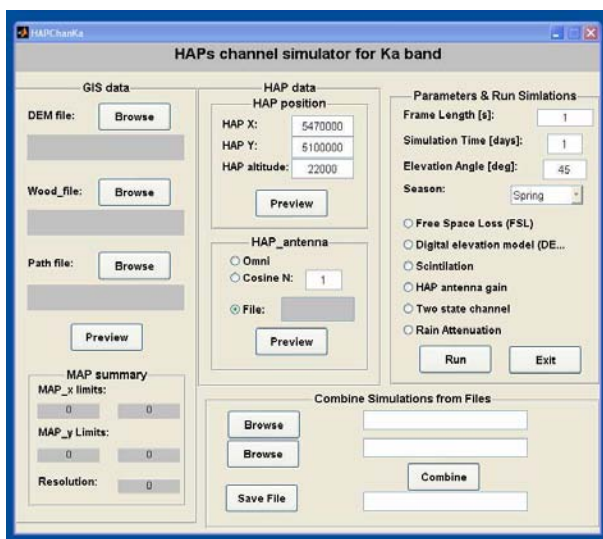 HAPChanKa
HAPs channel simulator for Ka band
GIS data
DEM file:
Browse
Wood_file:
Browse
Path file:
Browse
Preview
MAP summary
MAP_x limits:
0 0
MAP_y Limits:
0 0
Resolution: 0
HAP data
HAP position
HAP X: 5470000
HAP Y: 5100000
HAP altitude: 22000
Preview
HAP_antenna
Omni
Cosine N: 1
File:
Preview
Parameters & Run Simlations
Frame Length [s]: 1
Simulation Time [days]: 1
Elevation Angle [deg]: 45
Season: Spring
Free Space Loss (FSL)
Digital elevation model (DE...
Scintilation
HAP antenna gain
Two state channel
Rain Attenuation
Run Exit
Combine Simulations from Files
Browse
Browse
Combine
Save File